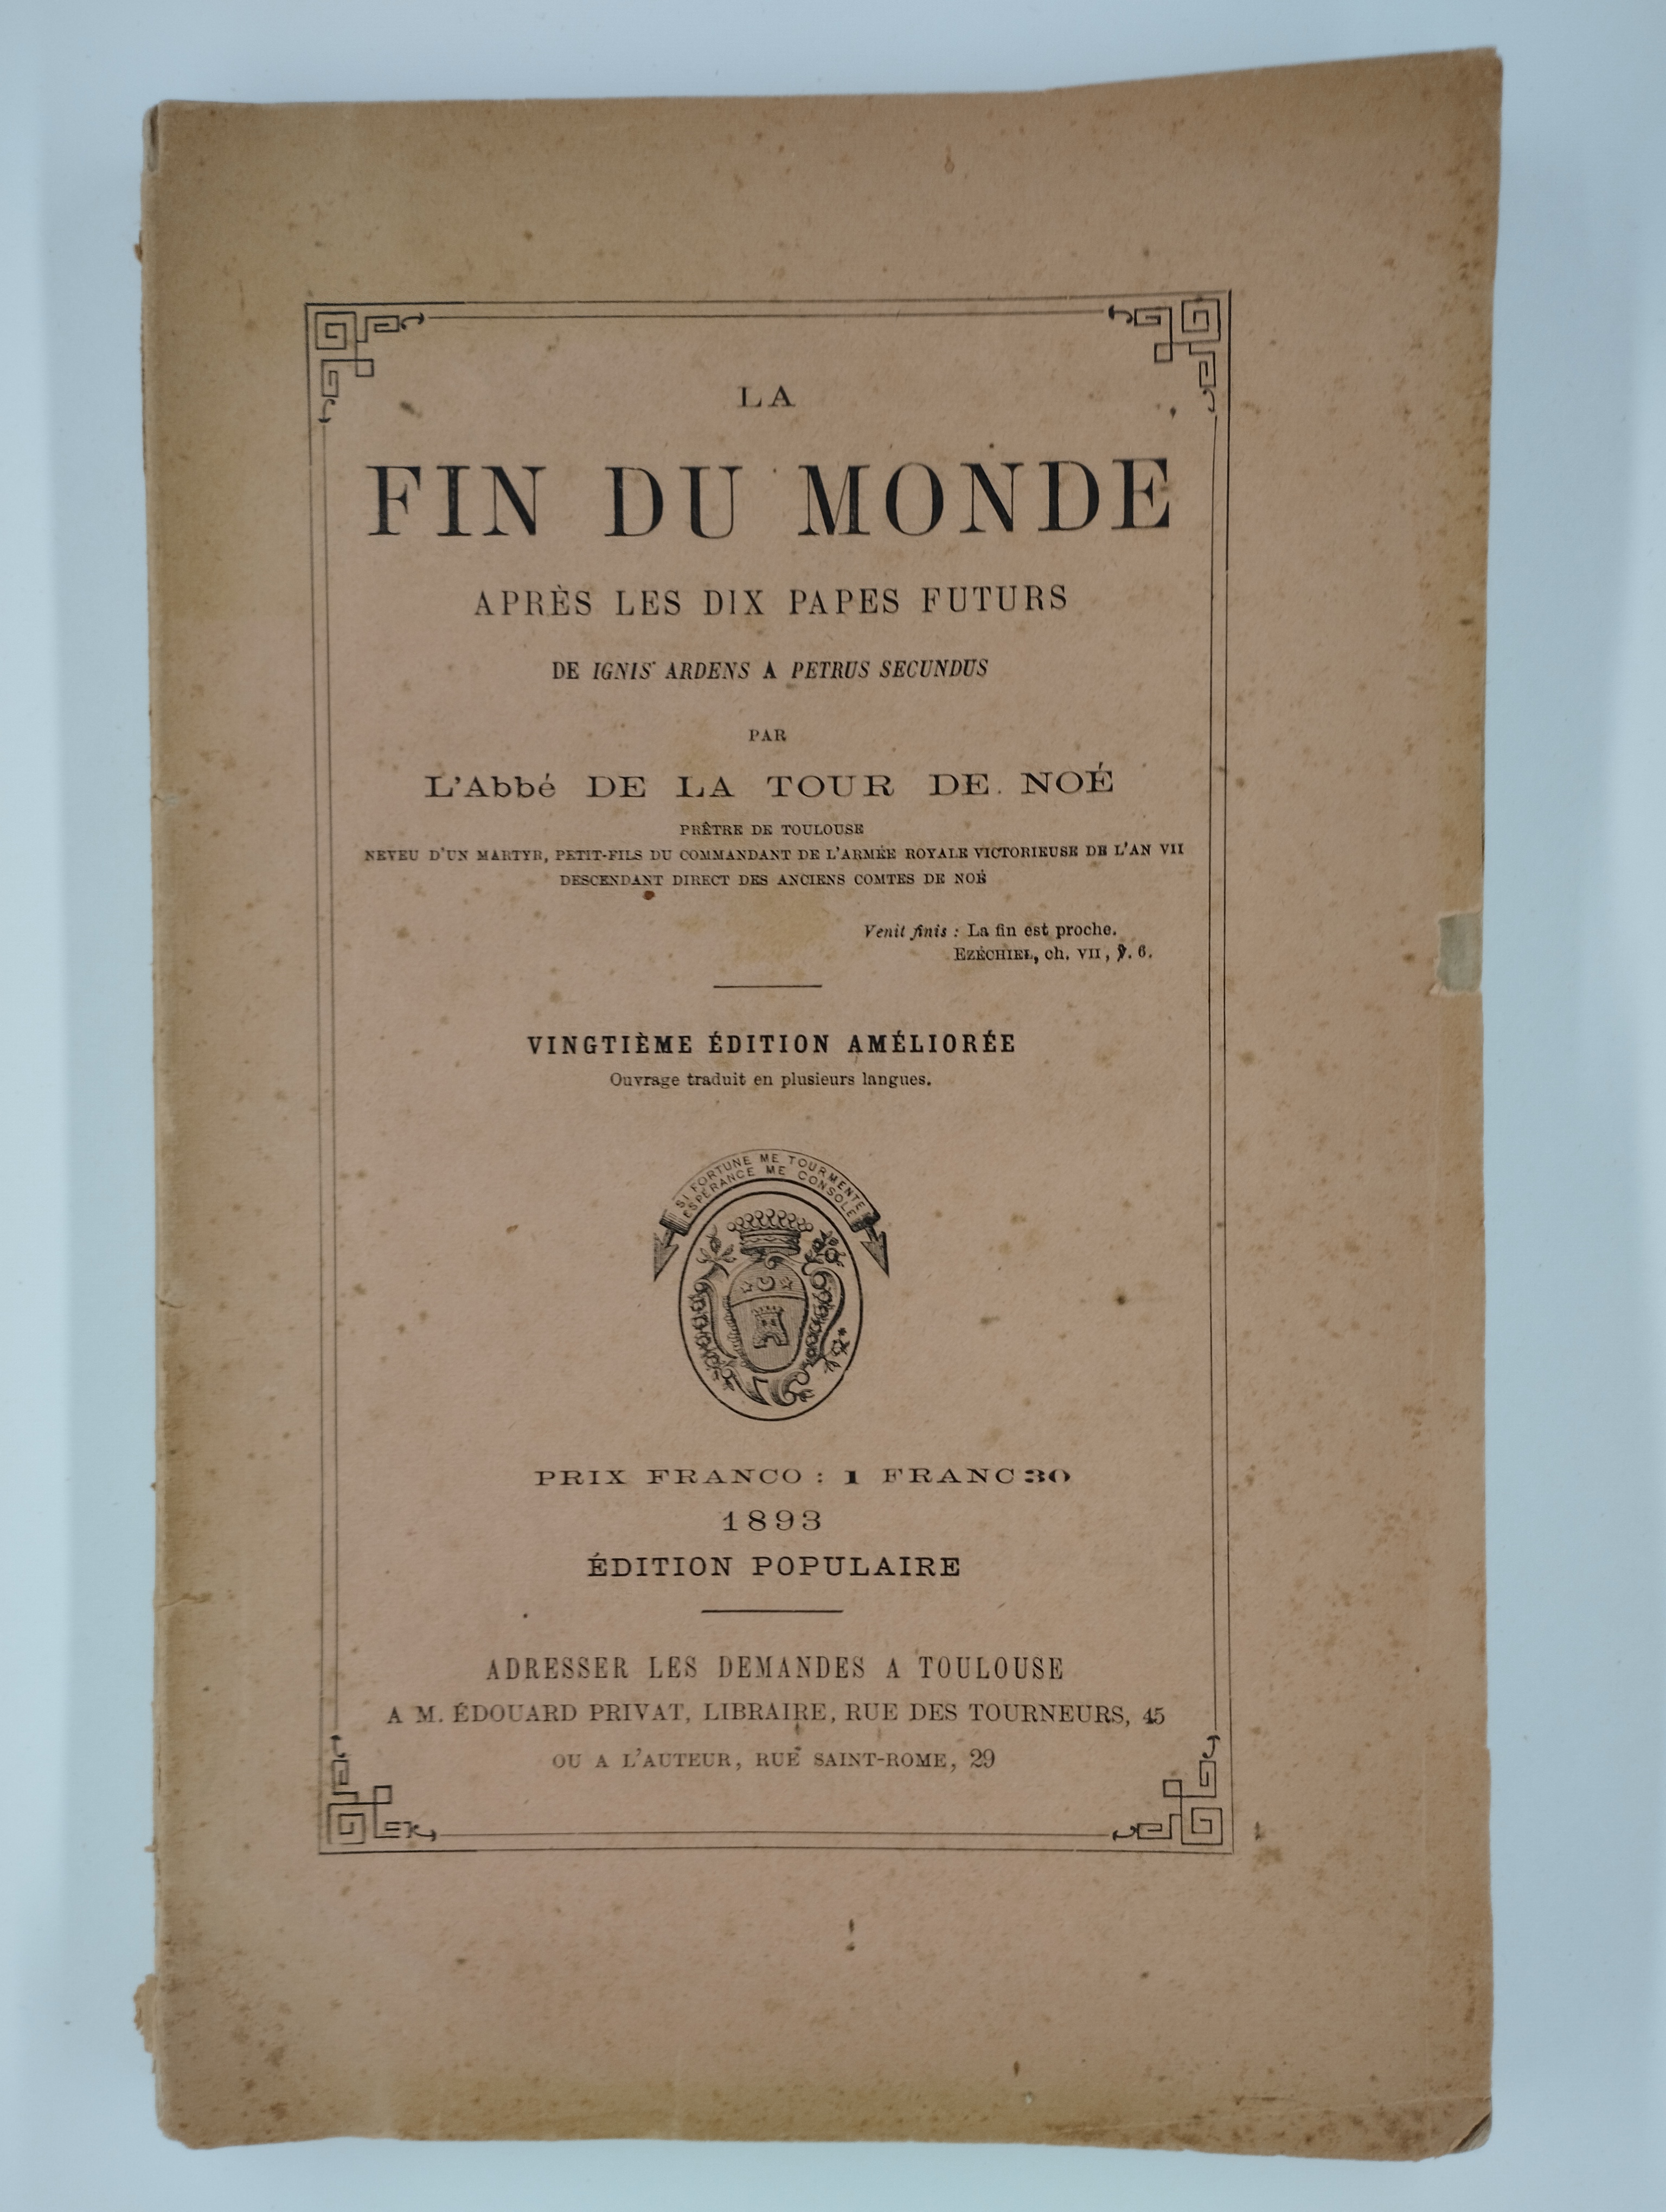 LA
FIN DU MONDE
APRÈS LES DIX PAPES FUTURS
DE IGNIS ARDENS A PETRUS SECUNDUS
PAR
L'Abbé DE LA TOUR DE NOÉ
PRÊTRE DE TOULOUSE
NEVEU D'UN MARTYR, PETIT-FILS DU COMMANDANT DE L'ARMÉE ROYALE VICTORIEUSE DE L'AN VII
DESCENDANT DIRECT DES ANCIENS COMTES DE NOÉ
Venit finis : La fin est proche.
EZÉCHIEL, ch. VII, ℣. 6.
VINGTIÈME ÉDITION AMÉLIORÉE
Ouvrage traduit en plusieurs langues.
SI FORTUNE ME TOURMENTE
ESPÉRANCE ME CONSOLE
PRIX FRANCO : 1 FRANC 30
1893
ÉDITION POPULAIRE
ADRESSER LES DEMANDES A TOULOUSE
A M. ÉDOUARD PRIVAT, LIBRAIRE, RUE DES TOURNEURS, 45
OU A L'AUTEUR, RUE SAINT-ROME, 29